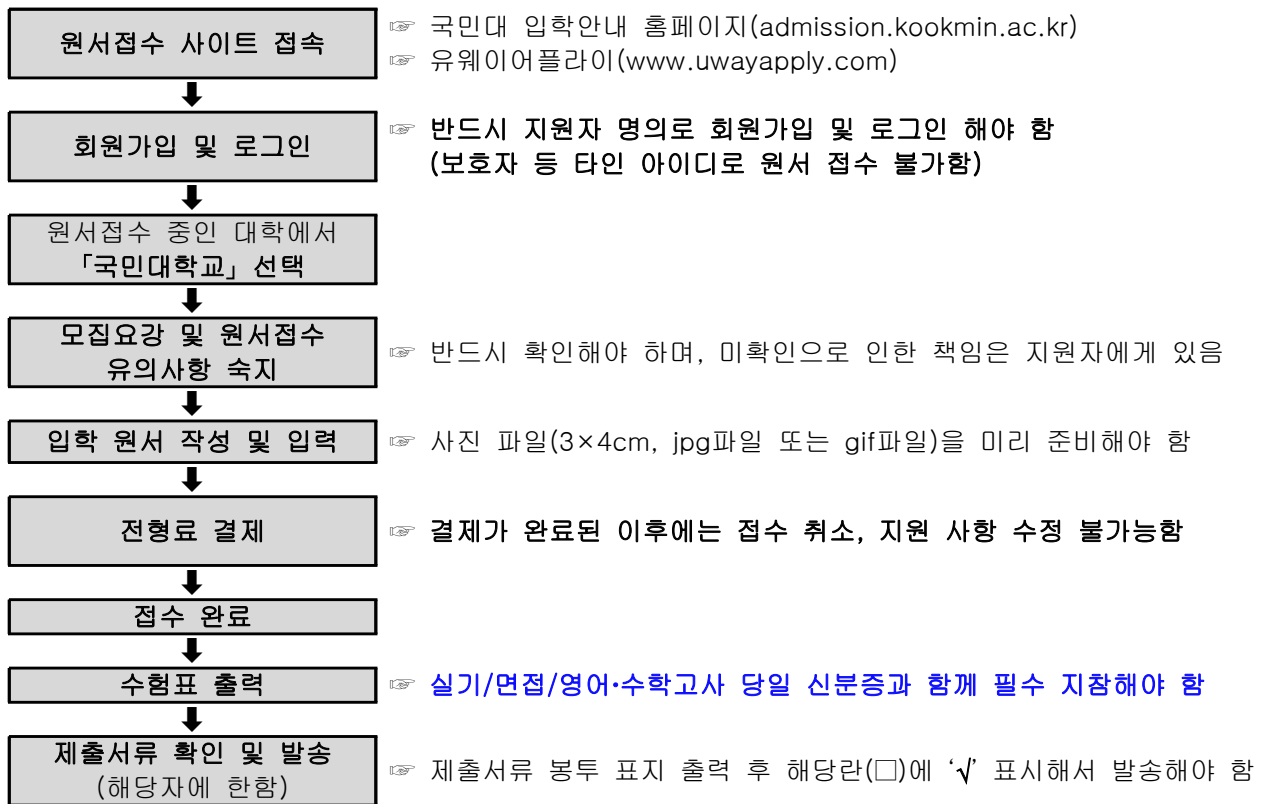 원서접수 사이트 접속
☞ 국민대 입학안내 홈페이지(admission.kookmin.ac.kr)
☞ 유웨이어플라이(www.uwayapply.com)
회원가입 및 로그인
☞ 반드시 지원자 명의로 회원가입 및 로그인 해야 함
(보호자 등 타인 아이디로 원서 접수 불가함)
원서접수 중인 대학에서
「국민대학교」 선택
모집요강 및 원서접수
유의사항 숙지
☞ 반드시 확인해야 하며, 미확인으로 인한 책임은 지원자에게 있음
입학 원서 작성 및 입력
☞ 사진 파일(3×4cm, jpg파일 또는 gif파일)을 미리 준비해야 함
전형료 결제
☞ 결제가 완료된 이후에는 접수 취소, 지원 사항 수정 불가능함
접수 완료
수험표 출력
☞ 실기/면접/영어·수학고사 당일 신분증과 함께 필수 지참해야 함
제출서류 확인 및 발송
(해당자에 한함)
☞ 제출서류 봉투 표지 출력 후 해당란(□)에 ‘√’ 표시해서 발송해야 함